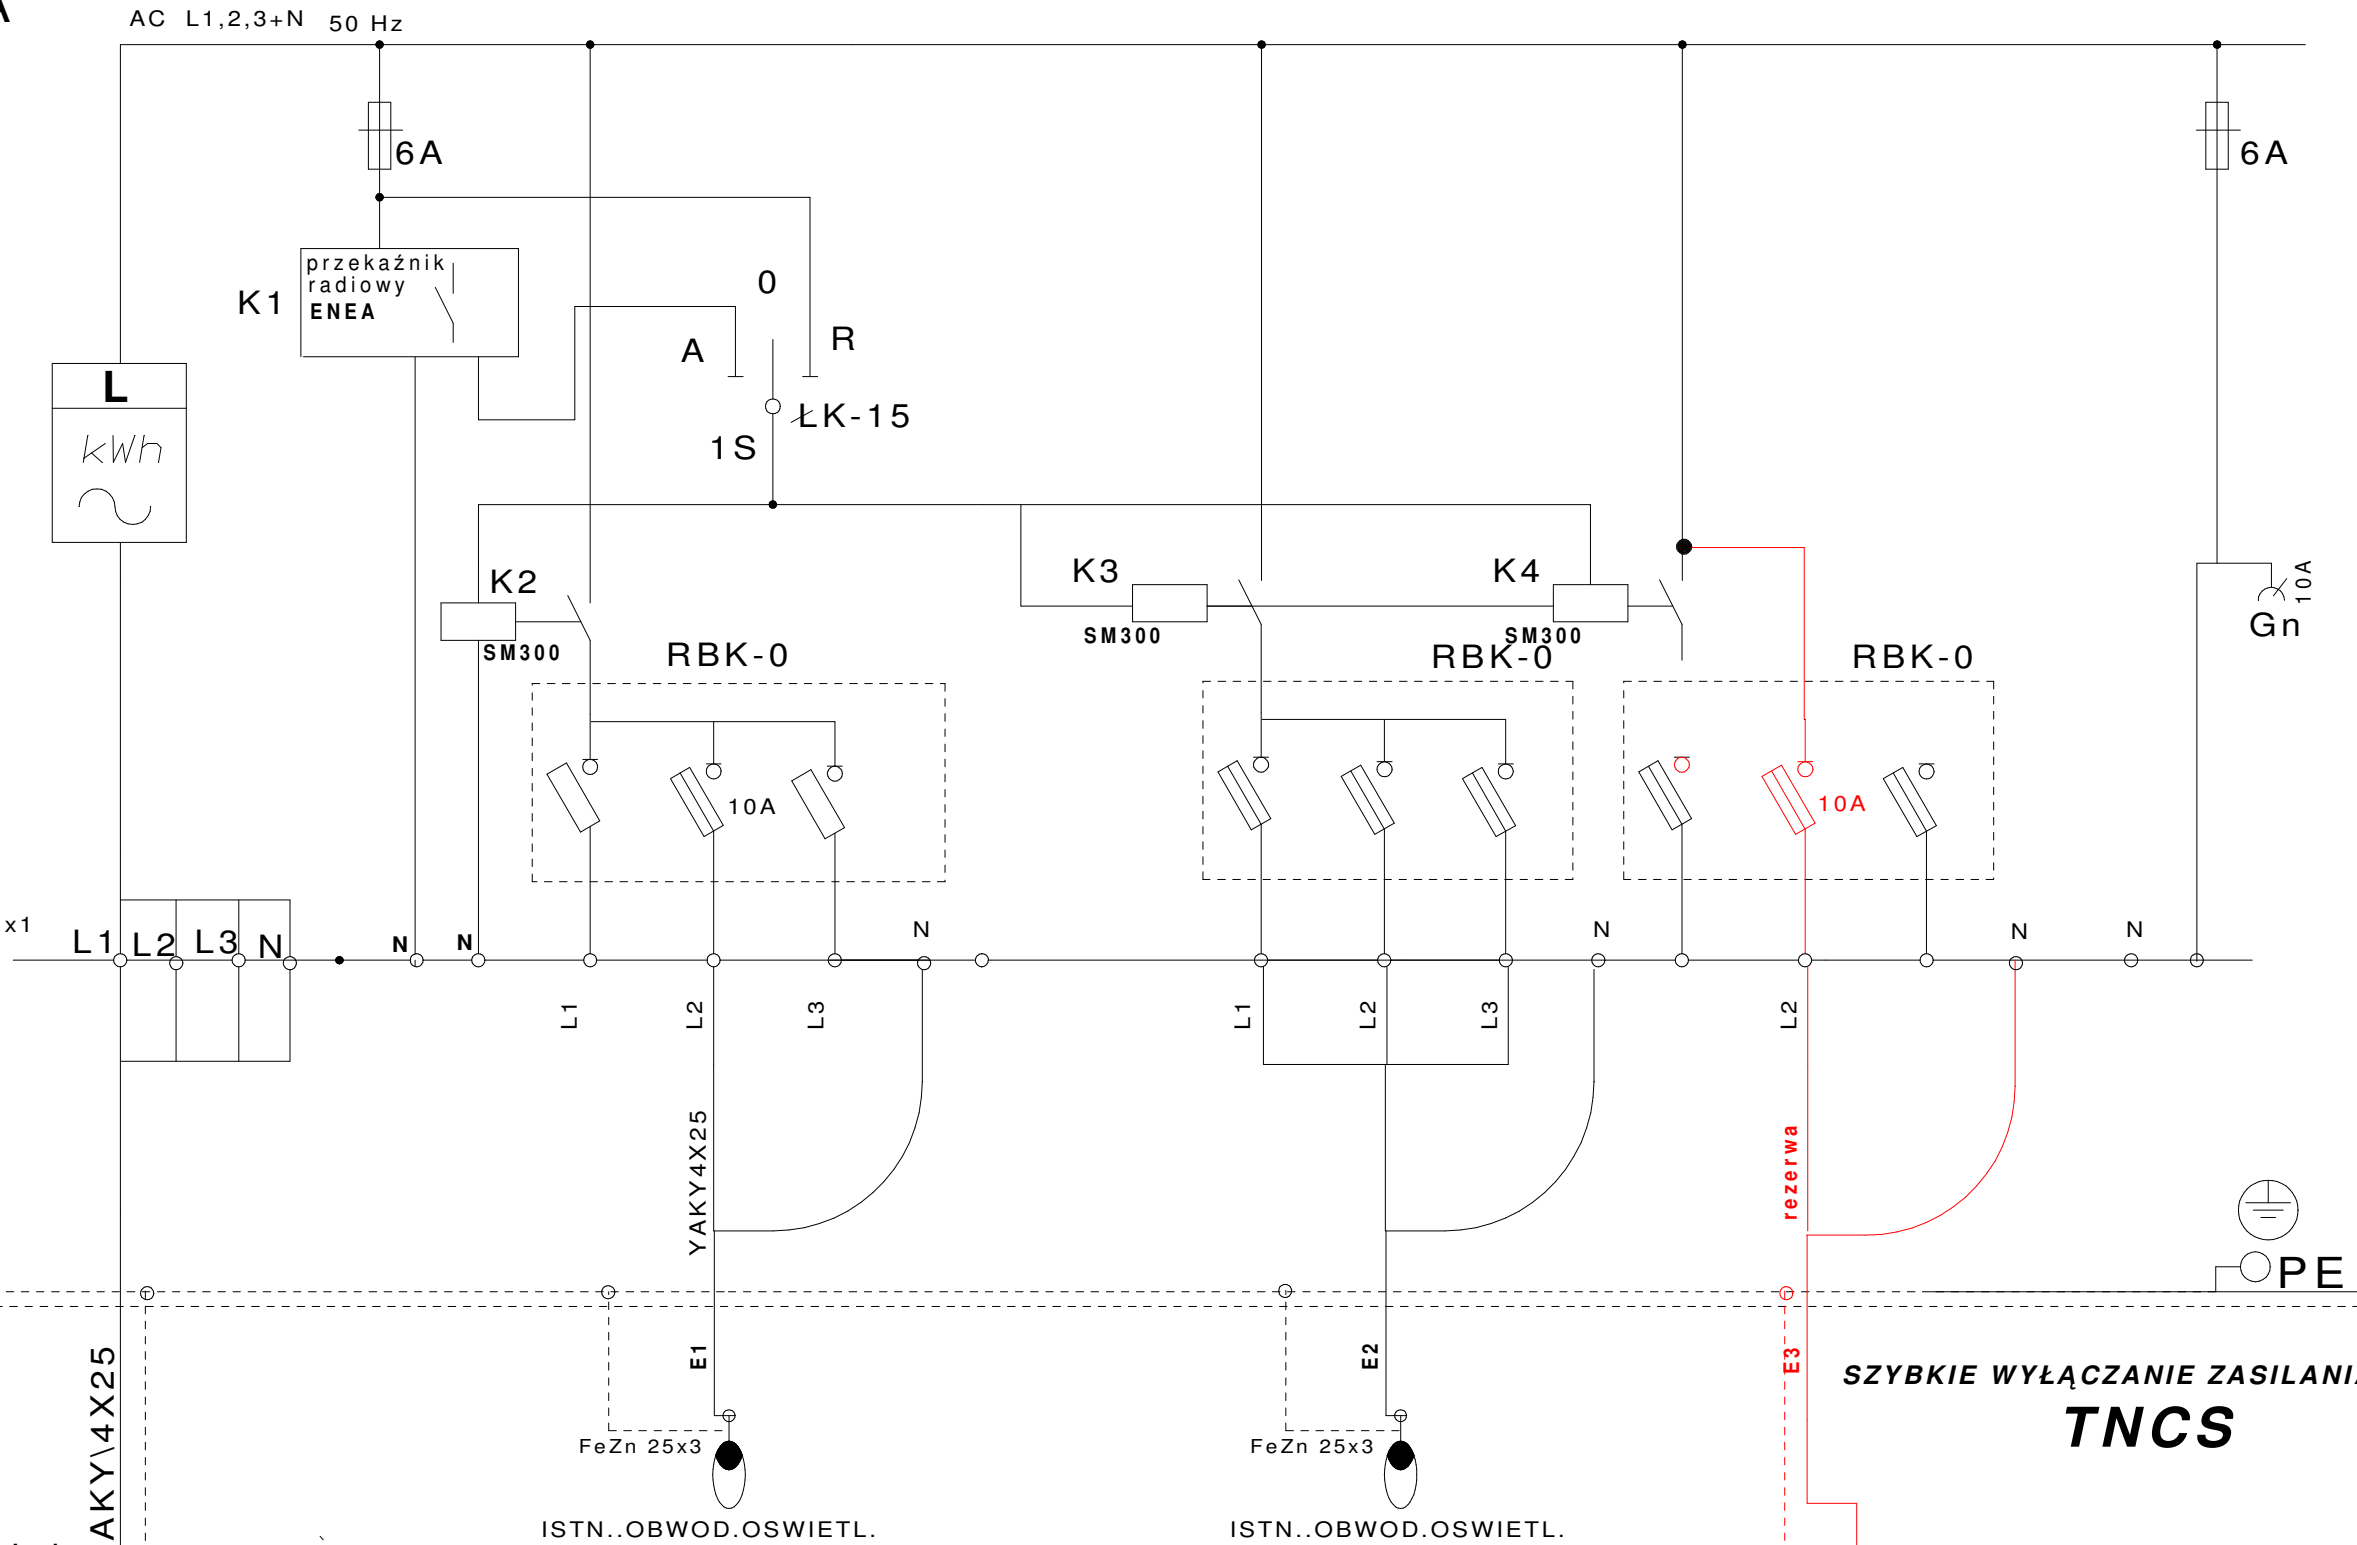 AC L1,2,3+N 50 Hz
6A
6A
przekaźnik
radiowy
ENEA
K1
0
A
R
ŁK-15
1S
L
kWh
K2
SM300
K3
SM300
K4
SM300
10A
Gn
RBK-0
RBK-0
RBK-0
10A
10A
x1
L1
L2
L3
N
N
N
N
N
N
N
L1
L2
L3
L1
L2
L3
L2
YAKY4X25
rezerwa
PE
E1
E2
E3
AKY\4X25
SZYBKIE WYŁĄCZANIE ZASILANI
TNCS
FeZn 25x3
FeZn 25x3
ISTN..OBWOD.OSWIETL.
ISTN..OBWOD.OSWIETL.